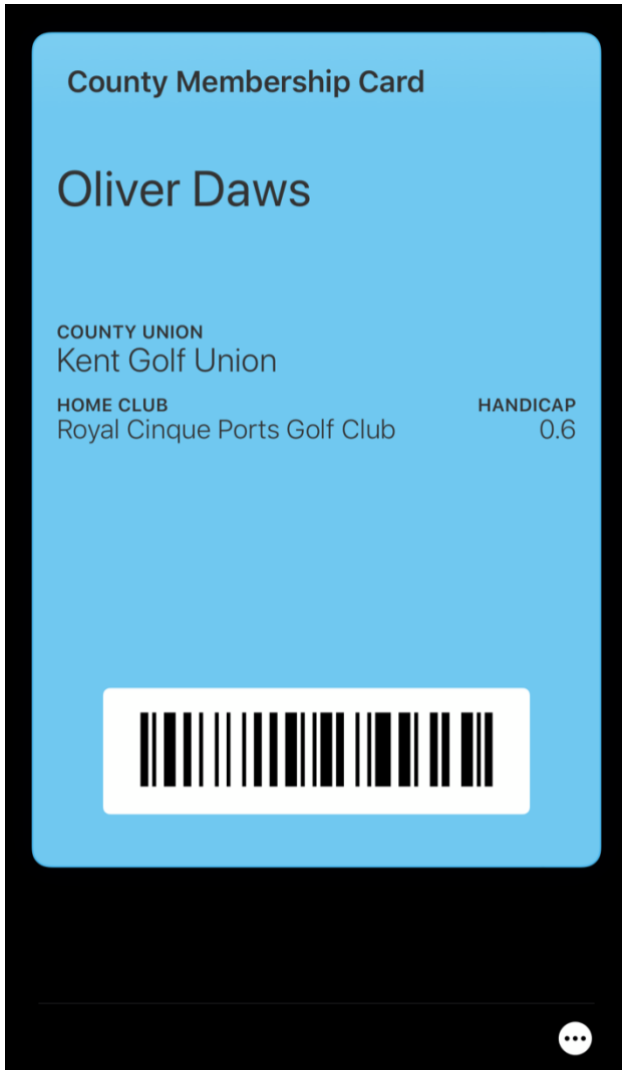 County Membership Card
Oliver Daws
COUNTY UNION
Kent Golf Union
HOME CLUB HANDICAP
Royal Cinque Ports Golf Club 0.6